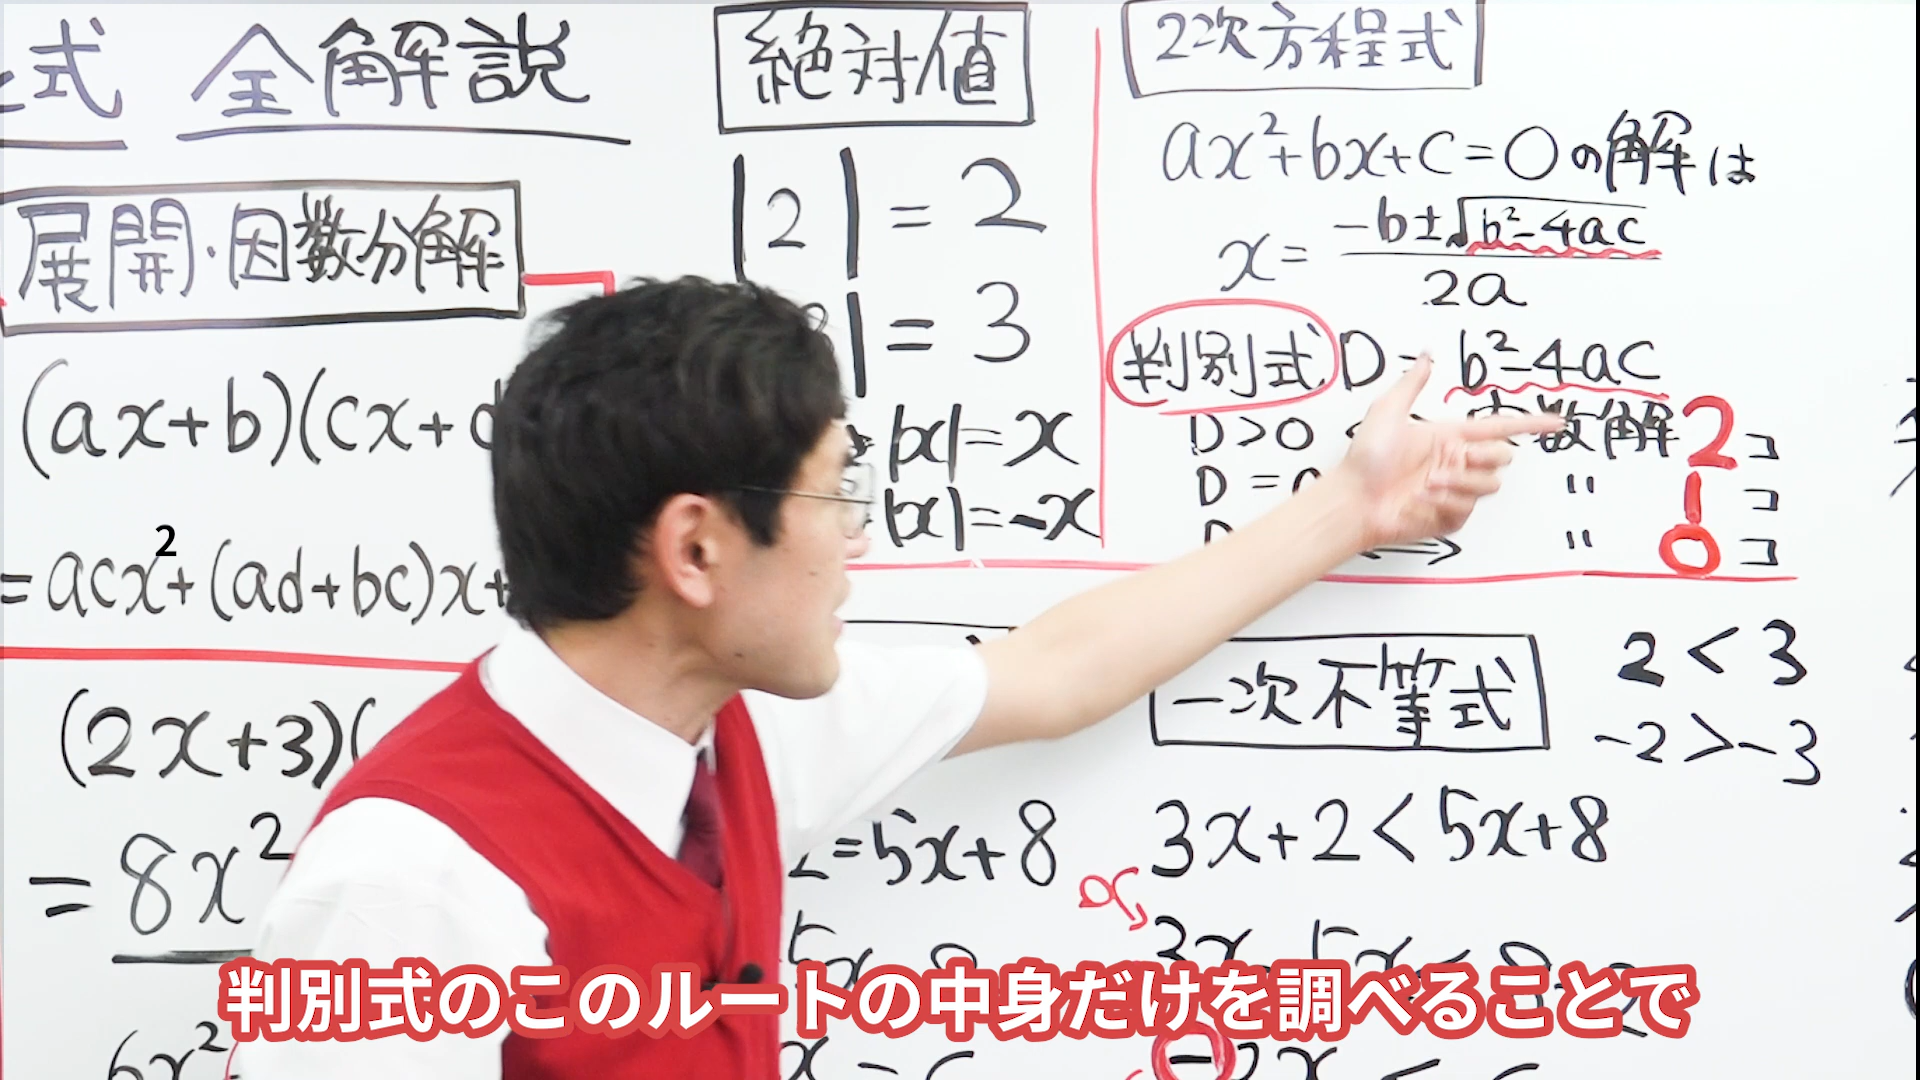 式 全解説
展開・因数分解
(ax+b)(cx+d
2
=acx²+(ad+bc)x+
(2x+3)(
= 8x²
6x²
絶対値
|2| = 2
| = 3
|x|=x
|x|=-x
2次方程式
ax²+bx+c=0の解は
x= -b±√b²-4ac
2a
判別式 D= b²-4ac
D>0 数解2コ
D=0 〃 1コ
⇔ 〃 0コ
一次不等式
2<3
-2>-3
=5x+8
3x+2<5x+8
判別式のこのルートの中身だけを調べることで